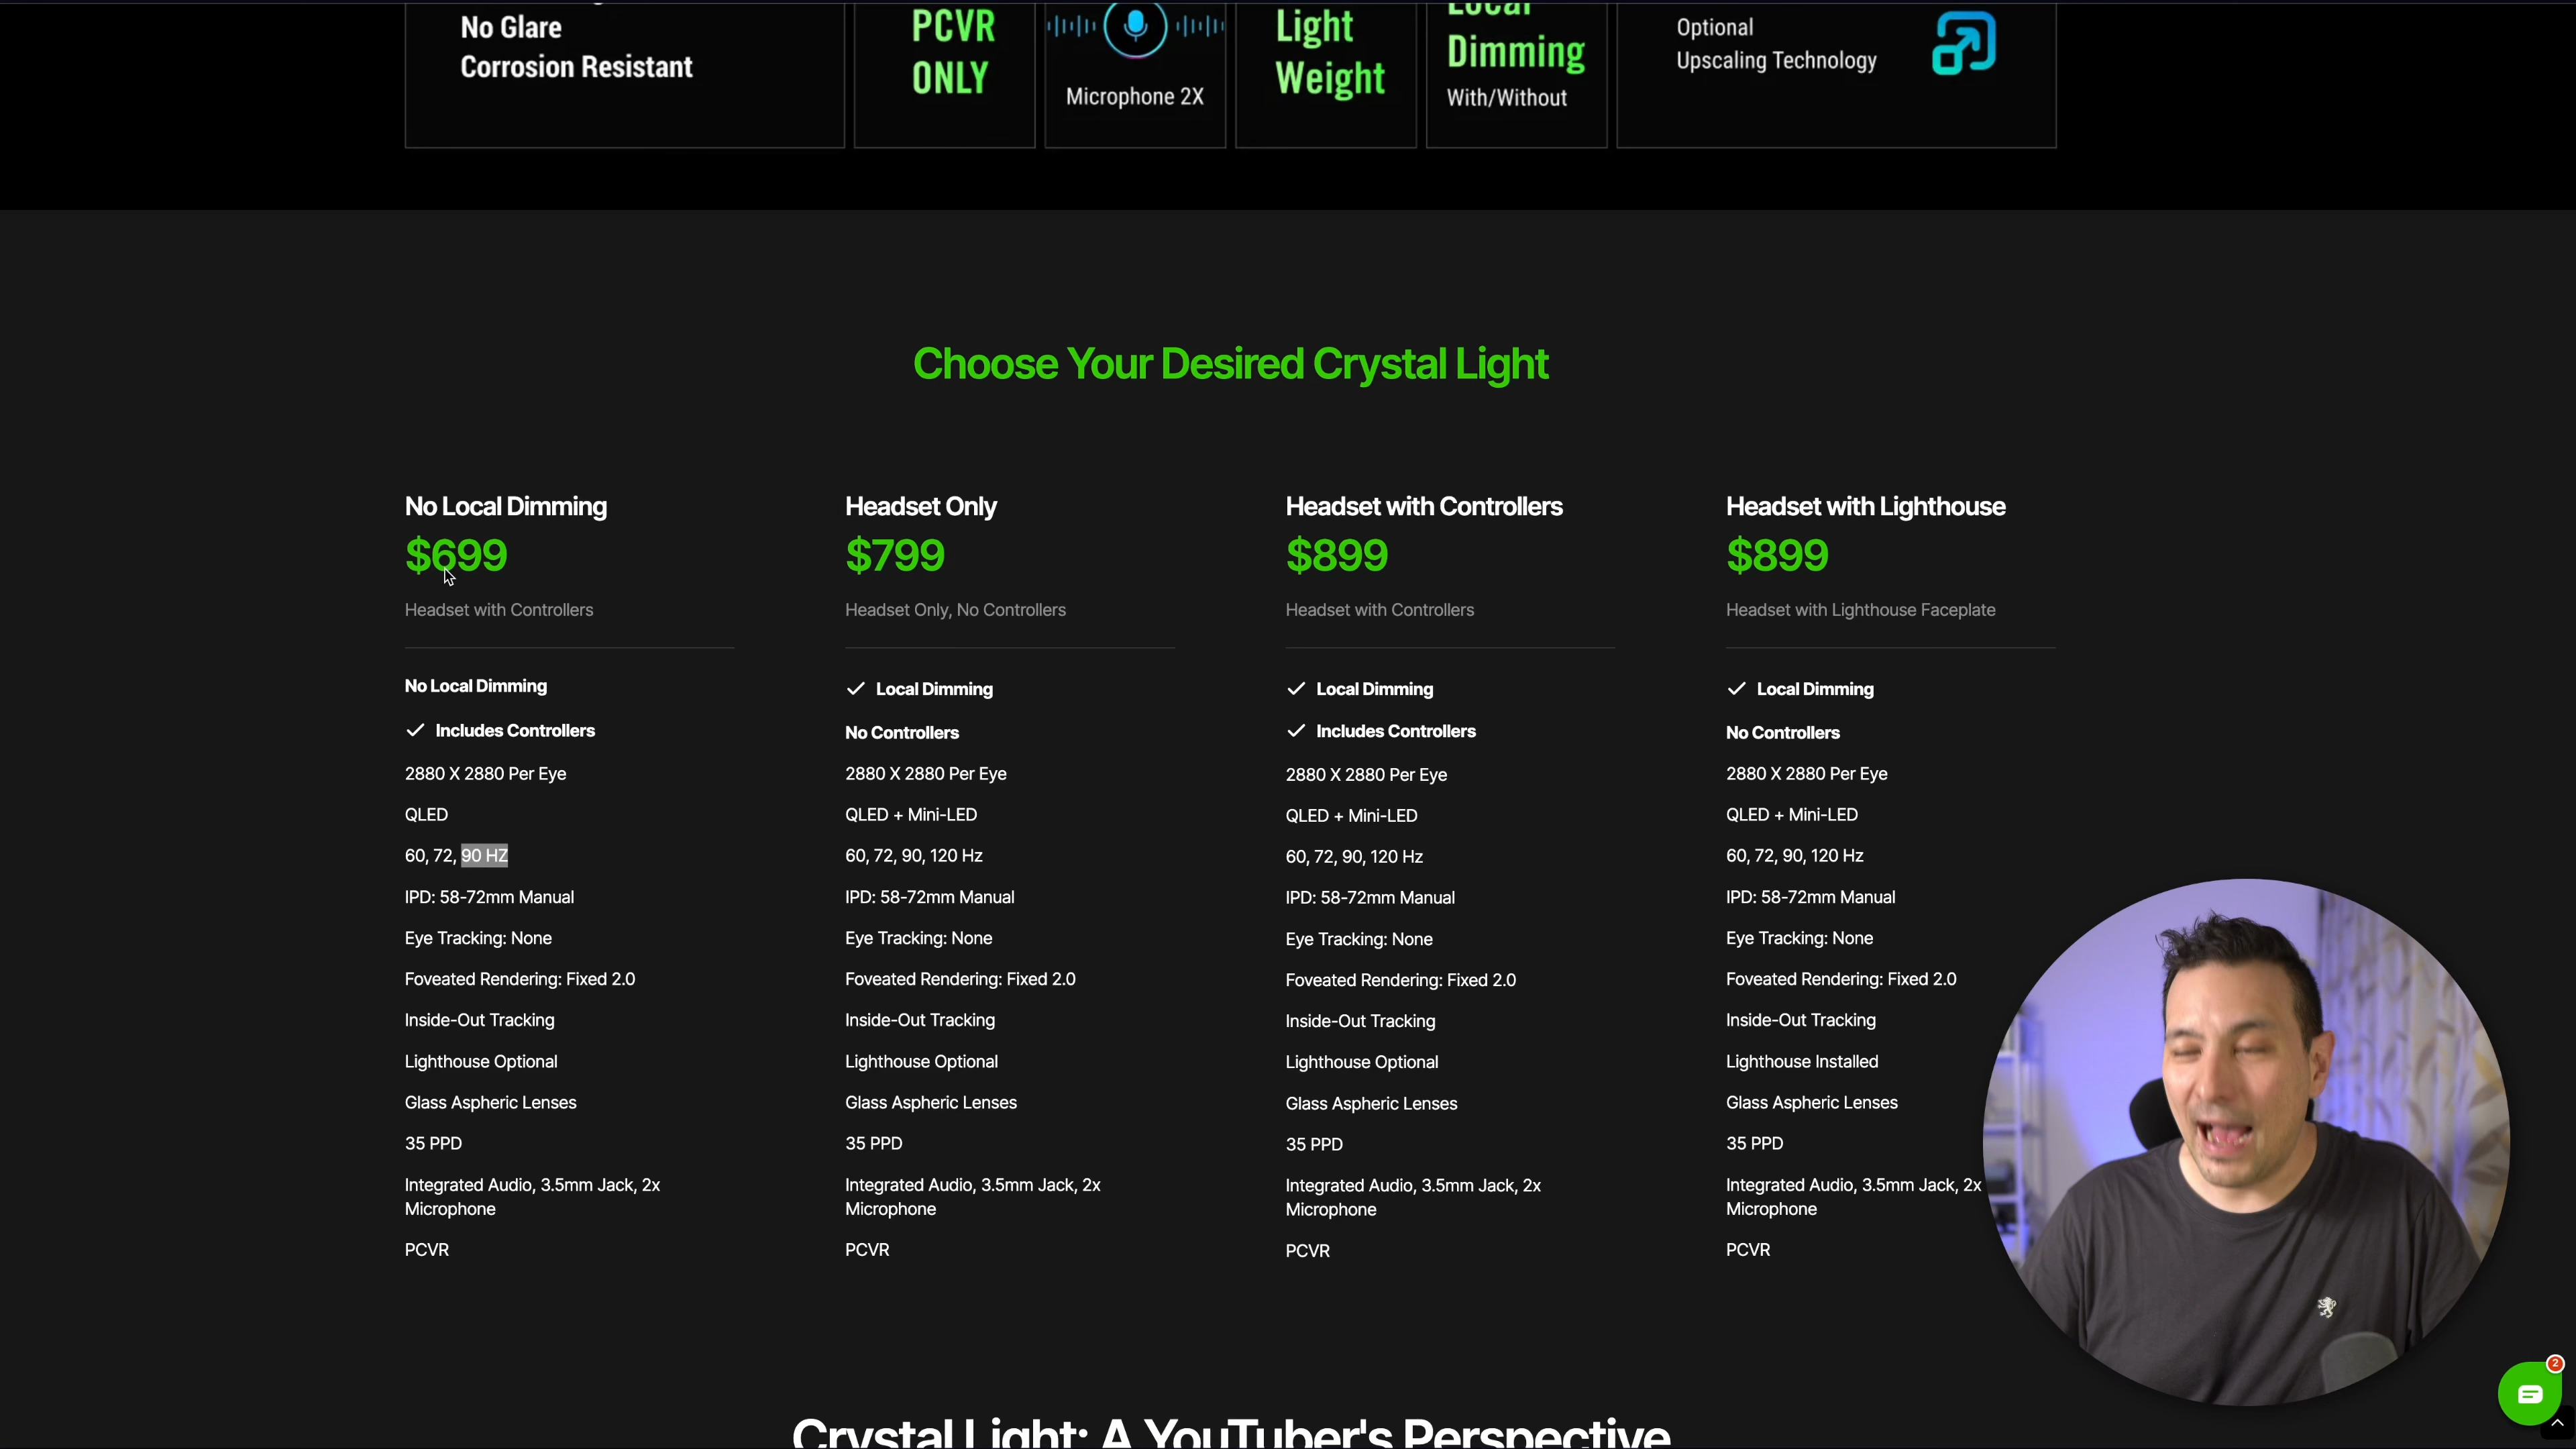 No Glare
Corrosion Resistant
PCVR
ONLY
Microphone 2X
Light
Weight
Local
Dimming
With/Without
Optional
Upscaling Technology
Choose Your Desired Crystal Light
No Local Dimming
$699
Headset with Controllers
No Local Dimming
Includes Controllers
2880 X 2880 Per Eye
QLED
60, 72, 90 HZ
IPD: 58-72mm Manual
Eye Tracking: None
Foveated Rendering: Fixed 2.0
Inside-Out Tracking
Lighthouse Optional
Glass Aspheric Lenses
35 PPD
Integrated Audio, 3.5mm Jack, 2x
Microphone
PCVR
Headset Only
$799
Headset Only, No Controllers
Local Dimming
No Controllers
2880 X 2880 Per Eye
QLED + Mini-LED
60, 72, 90, 120 Hz
IPD: 58-72mm Manual
Eye Tracking: None
Foveated Rendering: Fixed 2.0
Inside-Out Tracking
Lighthouse Optional
Glass Aspheric Lenses
35 PPD
Integrated Audio, 3.5mm Jack, 2x
Microphone
PCVR
Headset with Controllers
$899
Headset with Controllers
Local Dimming
Includes Controllers
2880 X 2880 Per Eye
QLED + Mini-LED
60, 72, 90, 120 Hz
IPD: 58-72mm Manual
Eye Tracking: None
Foveated Rendering: Fixed 2.0
Inside-Out Tracking
Lighthouse Optional
Glass Aspheric Lenses
35 PPD
Integrated Audio, 3.5mm Jack, 2x
Microphone
PCVR
Headset with Lighthouse
$899
Headset with Lighthouse Faceplate
Local Dimming
No Controllers
2880 X 2880 Per Eye
QLED + Mini-LED
60, 72, 90, 120 Hz
IPD: 58-72mm Manual
Eye Tracking: None
Foveated Rendering: Fixed 2.0
Inside-Out Tracking
Lighthouse Installed
Glass Aspheric Lenses
35 PPD
Integrated Audio, 3.5mm Jack, 2x
Microphone
PCVR
2
Crystal Light: A YouTuber's Perspective